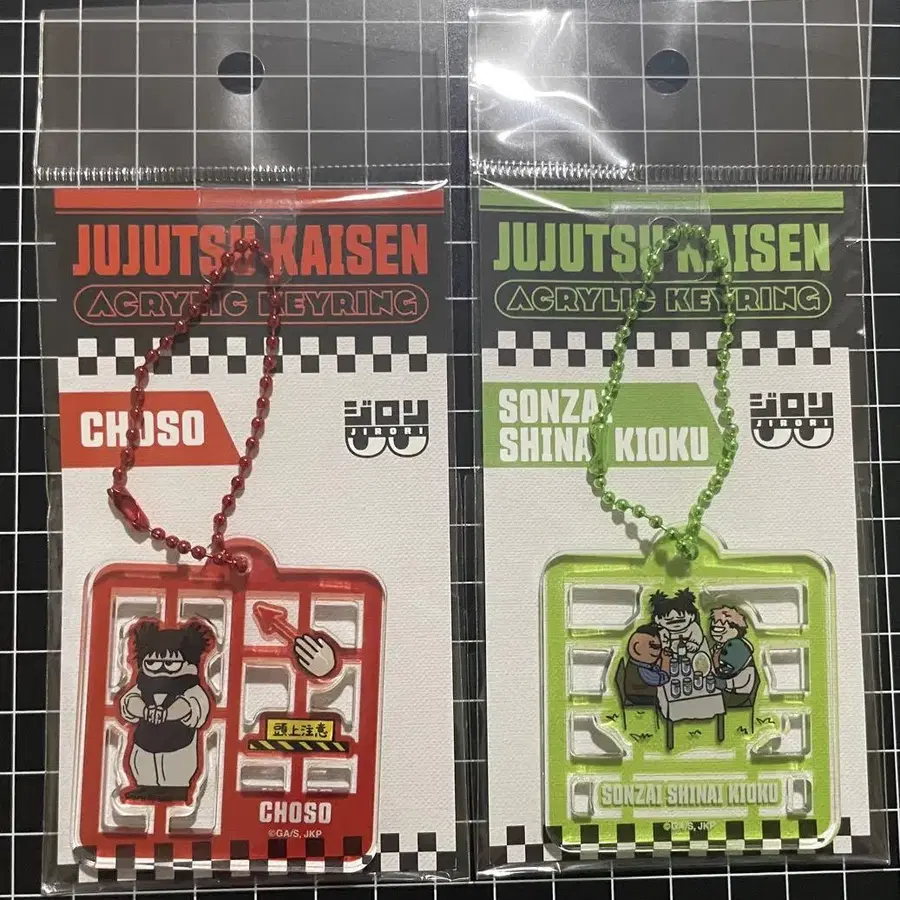 JUJUTSU KAISEN
ACRYLIC KEYRING
CHOSO
ジロリ
JIRORI
頭上注意
CHOSO
©GA/S, JKP
JUJUTSU KAISEN
ACRYLIC KEYRING
SONZAI
SHINAI KIOKU
ジロリ
JIRORI
SONZAI SHINAI KIOKU
©GA/S, JKP